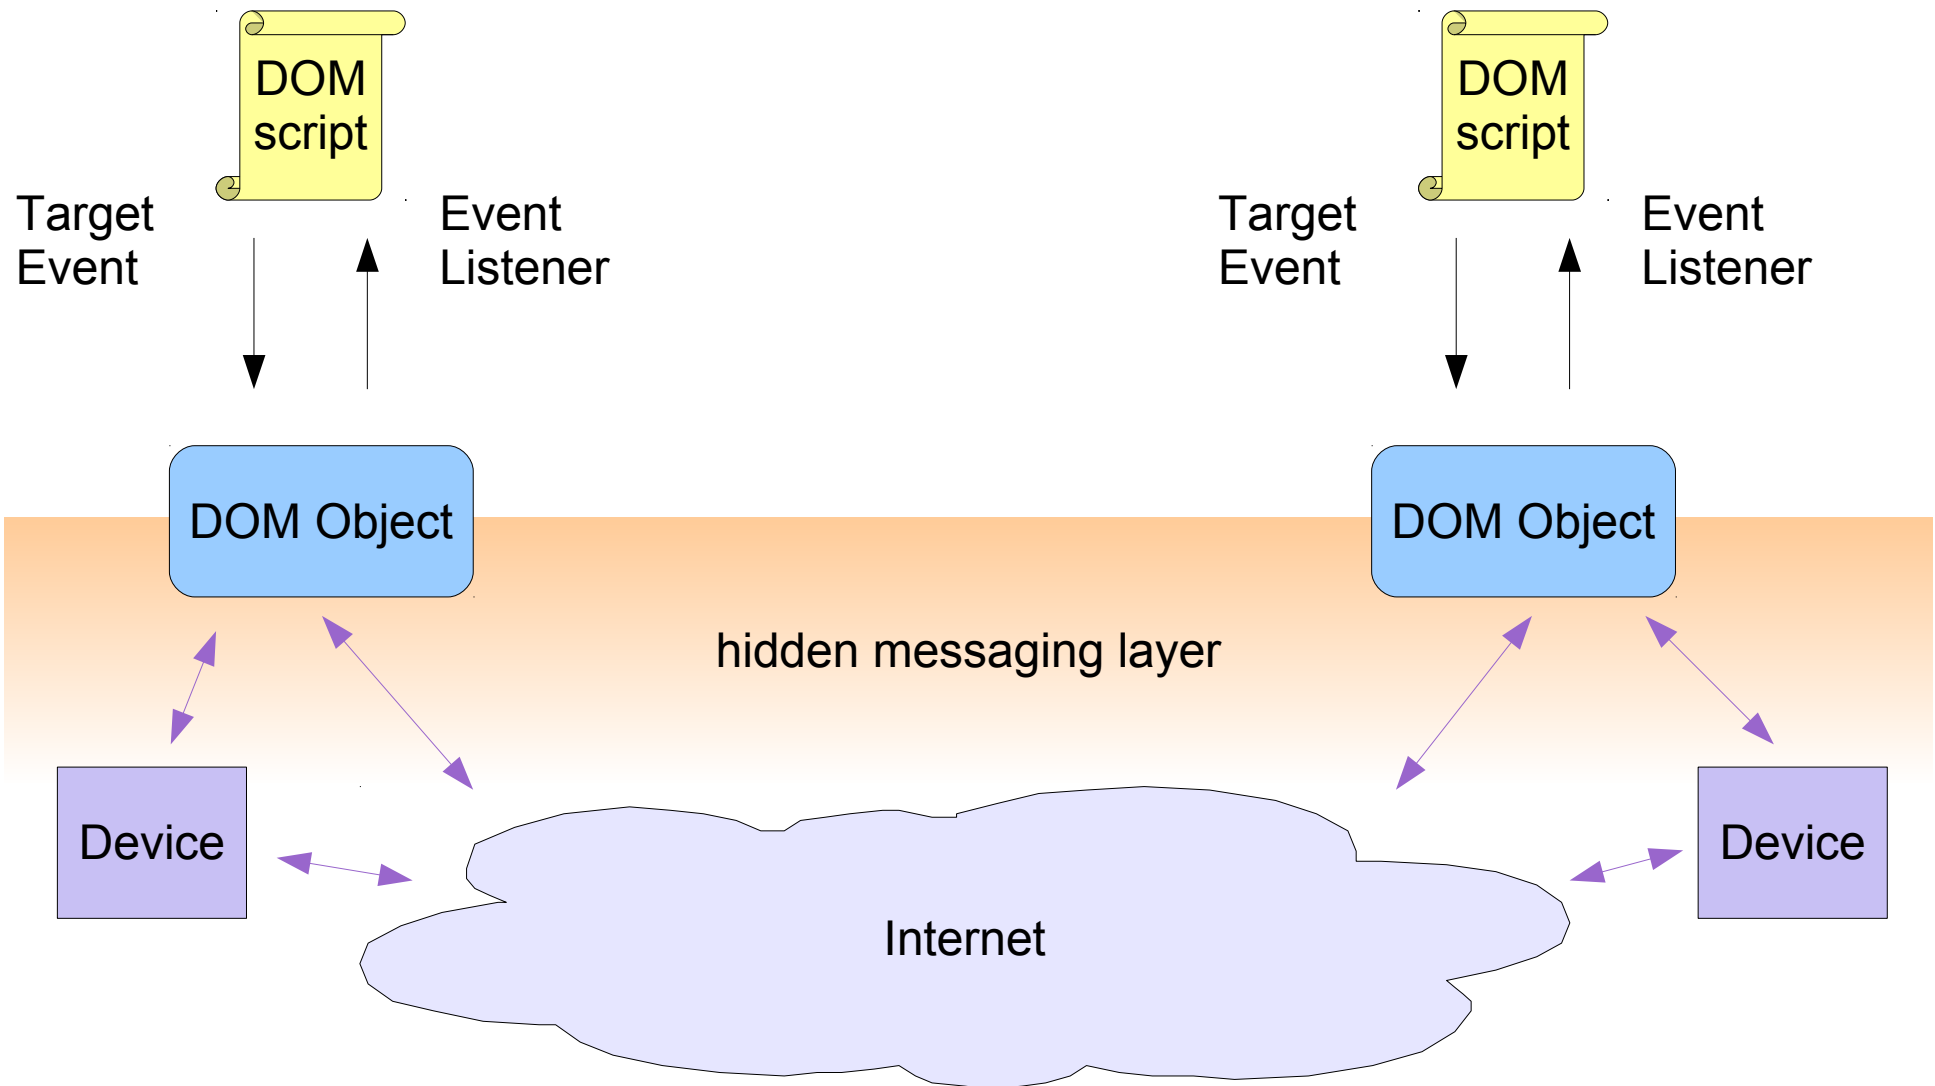 DOM
script
DOM
script
Target
Event
Event
Listener
Target
Event
Event
Listener
DOM Object
DOM Object
hidden messaging layer
Device
Device
Internet